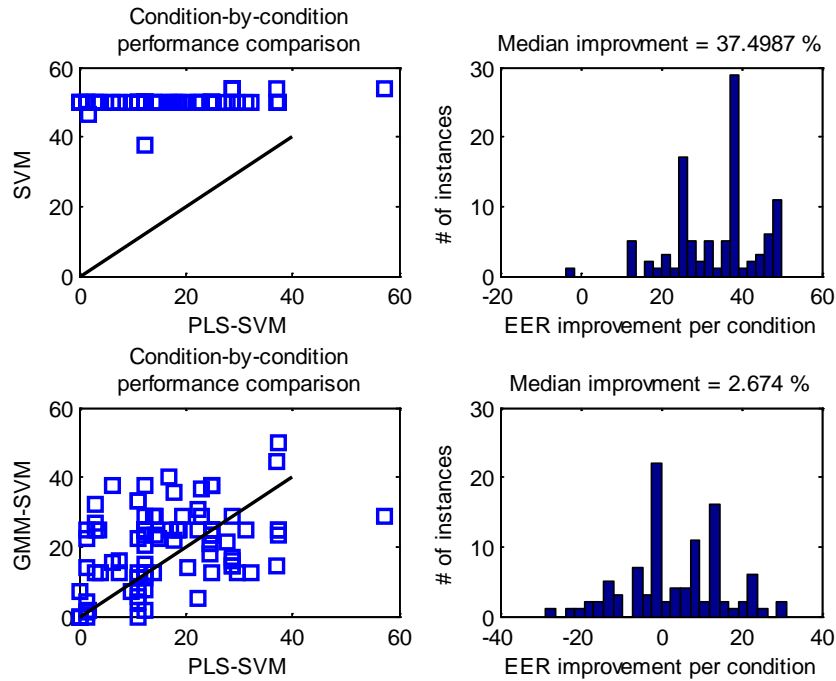 Condition-by-condition
performance comparison
60
40
20
0
0
20
40
60
SVM
PLS-SVM
Median improvment = 37.4987 %
30
20
10
0
-20
0
20
40
60
# of instances
EER improvement per condition
Condition-by-condition
performance comparison
60
40
20
0
0
20
40
60
GMM-SVM
PLS-SVM
Median improvment = 2.674 %
30
20
10
0
-40
-20
0
20
40
# of instances
EER improvement per condition